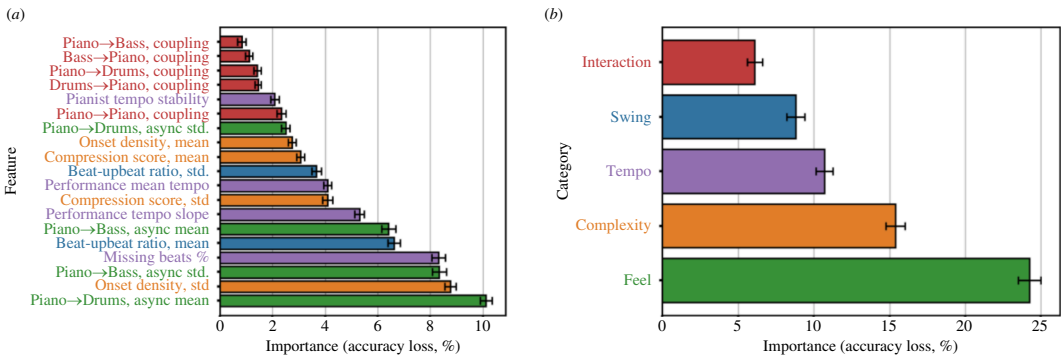 (a)
Feature
Piano→Bass, coupling
Bass→Piano, coupling
Piano→Drums, coupling
Drums→Piano, coupling
Pianist tempo stability
Piano→Piano, coupling
Piano→Drums, async std.
Onset density, mean
Compression score, mean
Beat-upbeat ratio, std.
Performance mean tempo
Compression score, std
Performance tempo slope
Piano→Bass, async mean
Beat-upbeat ratio, mean
Missing beats %
Piano→Bass, async std.
Onset density, std
Piano→Drums, async mean
0 2 4 6 8 10
Importance (accuracy loss, %)
(b)
Category
Interaction
Swing
Tempo
Complexity
Feel
0 5 10 15 20 25
Importance (accuracy loss, %)